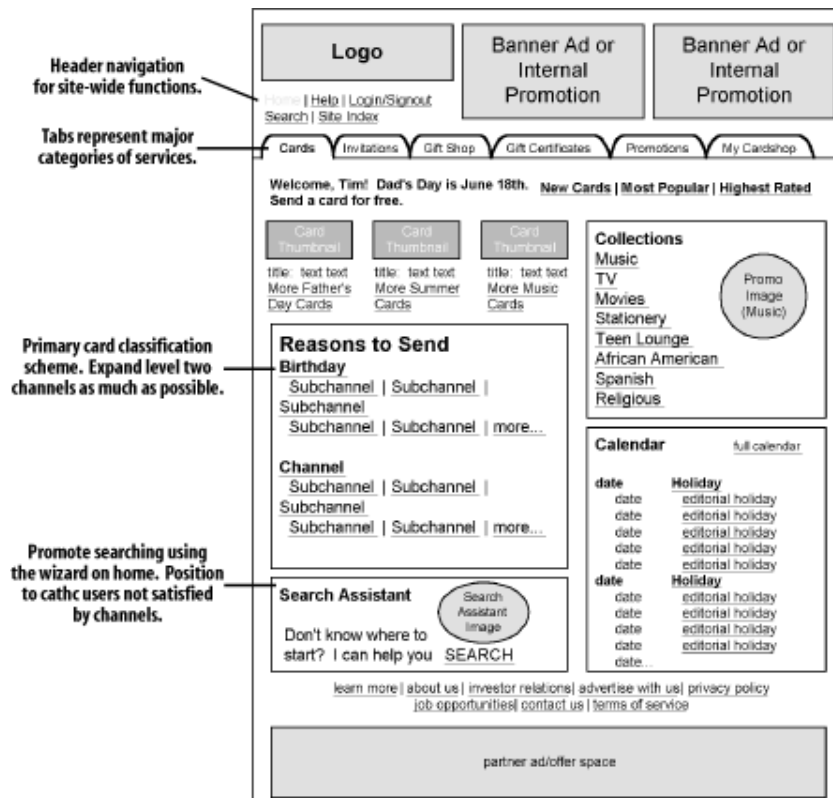 Logo
Banner Ad or
Internal
Promotion
Banner Ad or
Internal
Promotion
Header navigation
for site-wide functions.
Home | Help | Login/Signout
Search | Site Index
Tabs represent major
categories of services.
Cards Invitations Gift Shop Gift Certificates Promotions My Cardshop
Welcome, Tim! Dad's Day is June 18th.
Send a card for free.
New Cards | Most Popular | Highest Rated
Card
Thumbnail
title: text text
More Father's
Day Cards
Card
Thumbnail
title: text text
More Summer
Cards
Card
Thumbnail
title: text text
More Music
Cards
Collections
Music
TV
Movies
Stationery
Teen Lounge
African American
Spanish
Religious
Promo
Image
(Music)
Primary card classification
scheme. Expand level two
channels as much as possible.
Reasons to Send
Birthday
Subchannel | Subchannel |
Subchannel
Subchannel | Subchannel | more...
Channel
Subchannel | Subchannel |
Subchannel
Subchannel | Subchannel | more...
Calendar full calendar
date Holiday
date editorial holiday
date editorial holiday
date editorial holiday
date editorial holiday
date editorial holiday
date Holiday
date editorial holiday
date editorial holiday
date editorial holiday
date editorial holiday
date...
Promote searching using
the wizard on home. Position
to cathc users not satisfied
by channels.
Search Assistant
Search
Assistant
Image
Don't know where to
start? I can help you SEARCH
learn more| about us| investor relations| advertise with us| privacy policy
job opportunities| contact us | terms of service
partner ad/offer space